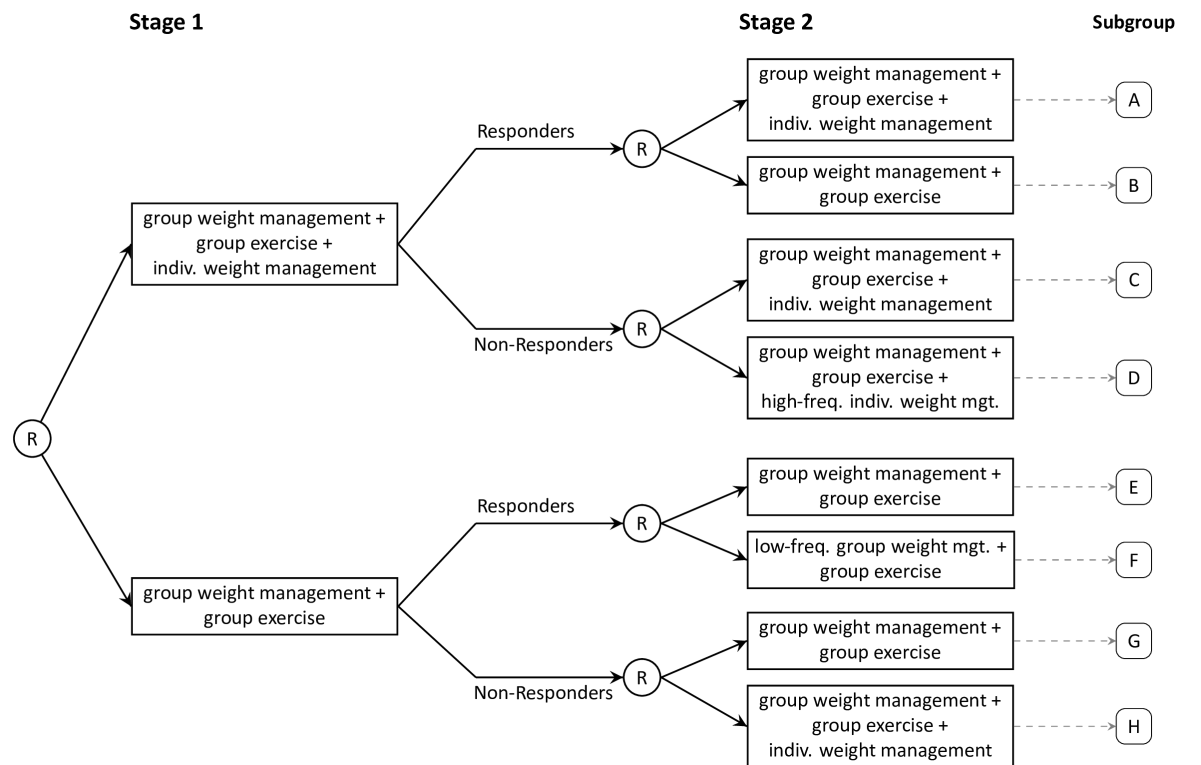 Stage 1
Stage 2
Subgroup
group weight management +
group exercise +
indiv. weight management
A
Responders
R
group weight management +
group exercise
B
group weight management +
group exercise +
indiv. weight management
group weight management +
group exercise +
indiv. weight management
C
R
Non-Responders
group weight management +
group exercise +
high-freq. indiv. weight mgt.
D
R
group weight management +
group exercise
E
Responders
R
low-freq. group weight mgt. +
group exercise
F
group weight management +
group exercise
group weight management +
group exercise
G
R
Non-Responders
group weight management +
group exercise +
indiv. weight management
H